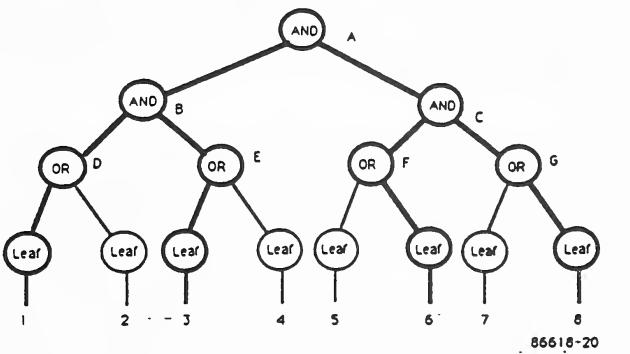 AND A
AND B AND C
OR D OR E OR F OR G
Leaf Leaf Leaf Leaf Leaf Leaf Leaf Leaf
1 2 3 4 5 6 7 8
86618-20